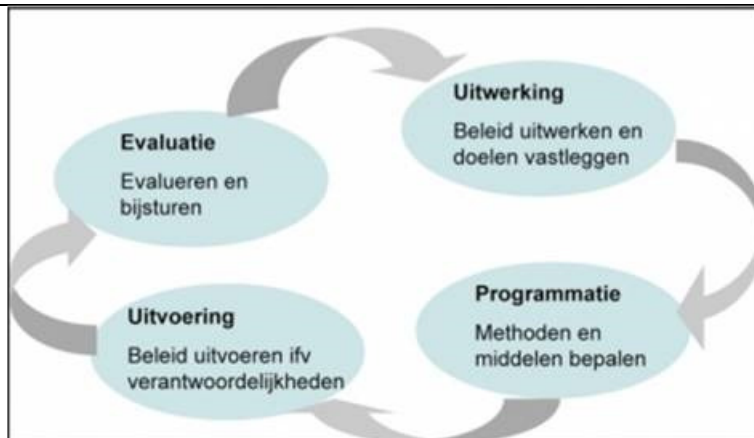 Uitwerking
Beleid uitwerken en
doelen vastleggen
Programmatie
Methoden en
middelen bepalen
Uitvoering
Beleid uitvoeren ifv
verantwoordelijkheden
Evaluatie
Evalueren en
bijsturen